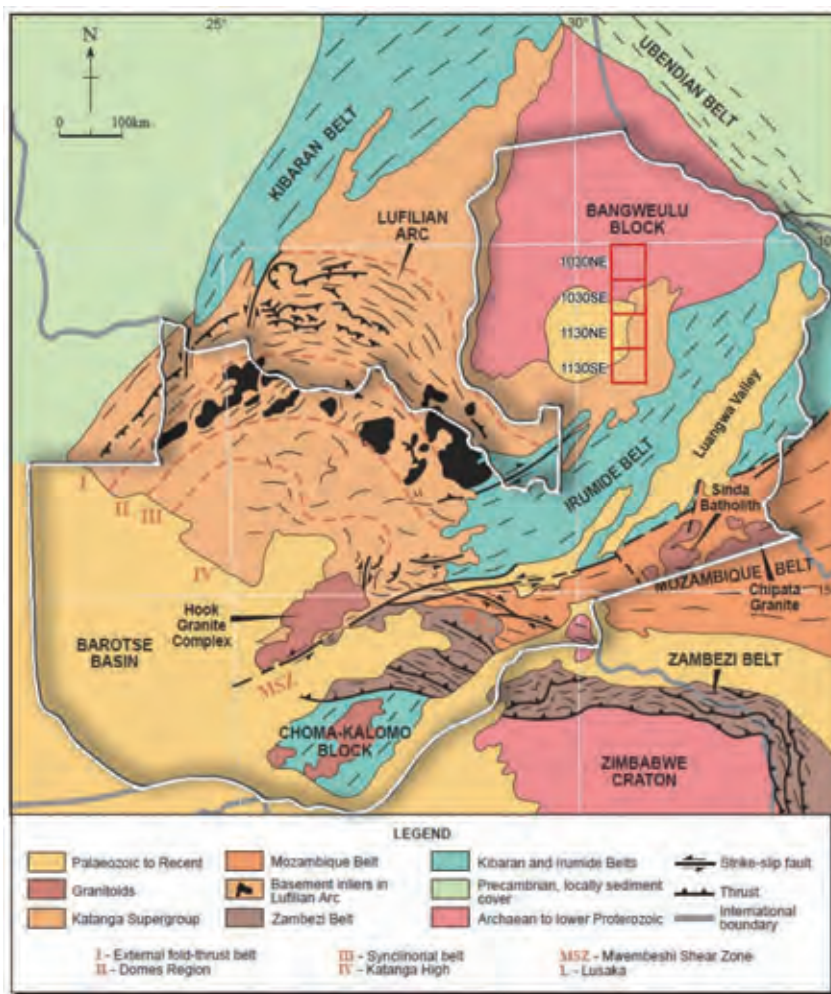 25°
30°
N
0 100km
UBENDIAN BELT
KIBARAN BELT
LUFILIAN
ARC
BANGWEULU
BLOCK
10
1030NE
1030SE
1130NE
1130SE
Luangwa Valley
IRUMIDE BELT
Sinda
Batholith
I
II
III
IV
MOZAMBIQUE BELT
15
Chipata
Granite
Hook
Granite
Complex
BAROTSE
BASIN
MSZ
ZAMBEZI BELT
CHOMA-KALOMO
BLOCK
ZIMBABWE
CRATON
LEGEND
Palaeozoic to Recent
Mozambique Belt
Kibaran and Irumide Belts
Strike-slip fault
Granitoids
Basement inliers in
Lufilian Arc
Precambrian, locally sediment
cover
Thrust
Katanga Supergroup
Zambezi Belt
Archaean to lower Proterozoic
International
boundary
I - External fold-thrust belt
III - Synclinorial belt
MSZ - Mwembeshi Shear Zone
II - Domes Region
IV - Katanga High
L - Lusaka